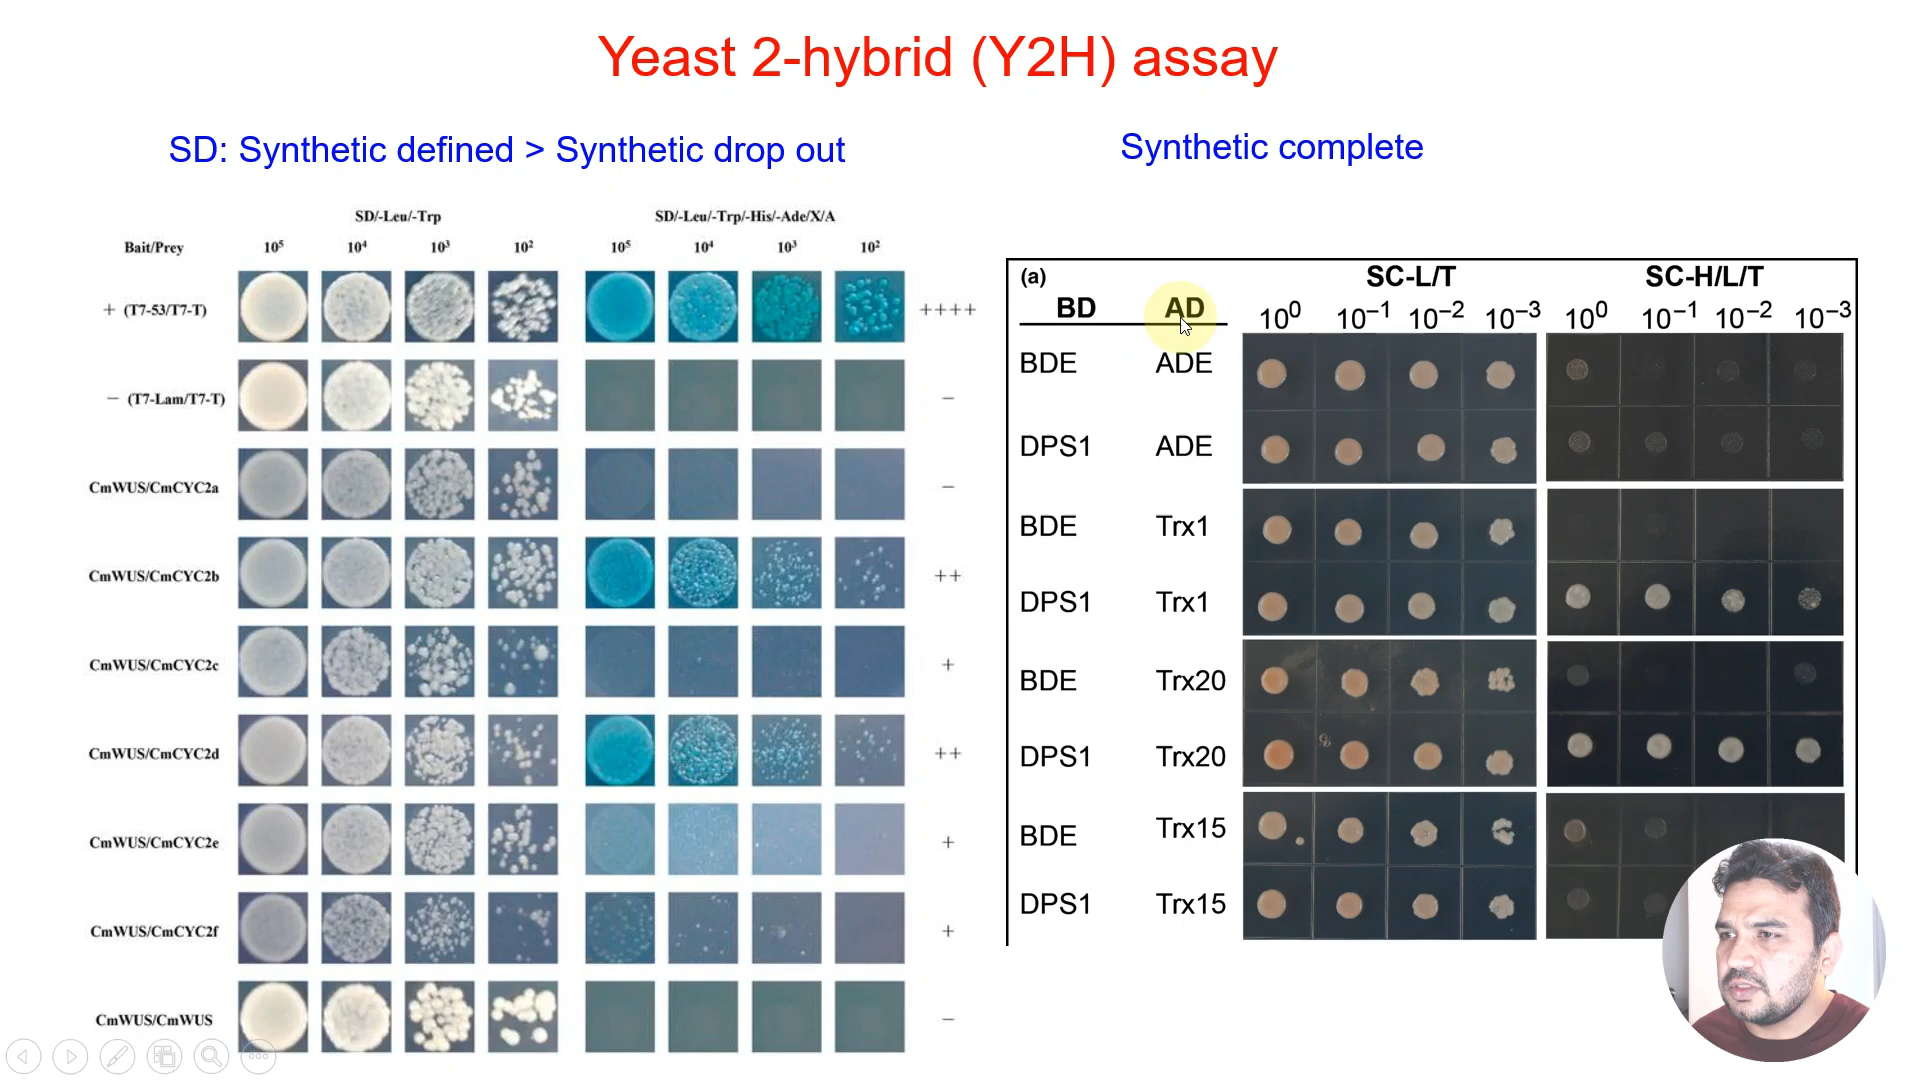 Yeast 2-hybrid (Y2H) assay
SD: Synthetic defined > Synthetic drop out
Synthetic complete
SD/-Leu/-Trp SD/-Leu/-Trp/-His/-Ade/X/A
Bait/Prey 10⁵ 10⁴ 10³ 10² 10⁵ 10⁴ 10³ 10²
+ (T7-53/T7-T) ++++
− (T7-Lam/T7-T) −
CmWUS/CmCYC2a −
CmWUS/CmCYC2b ++
CmWUS/CmCYC2c +
CmWUS/CmCYC2d ++
CmWUS/CmCYC2e +
CmWUS/CmCYC2f +
CmWUS/CmWUS −
(a) SC-L/T SC-H/L/T
BD AD 10⁰ 10⁻¹ 10⁻² 10⁻³ 10⁰ 10⁻¹ 10⁻² 10⁻³
BDE ADE
DPS1 ADE
BDE Trx1
DPS1 Trx1
BDE Trx20
DPS1 Trx20
BDE Trx15
DPS1 Trx15